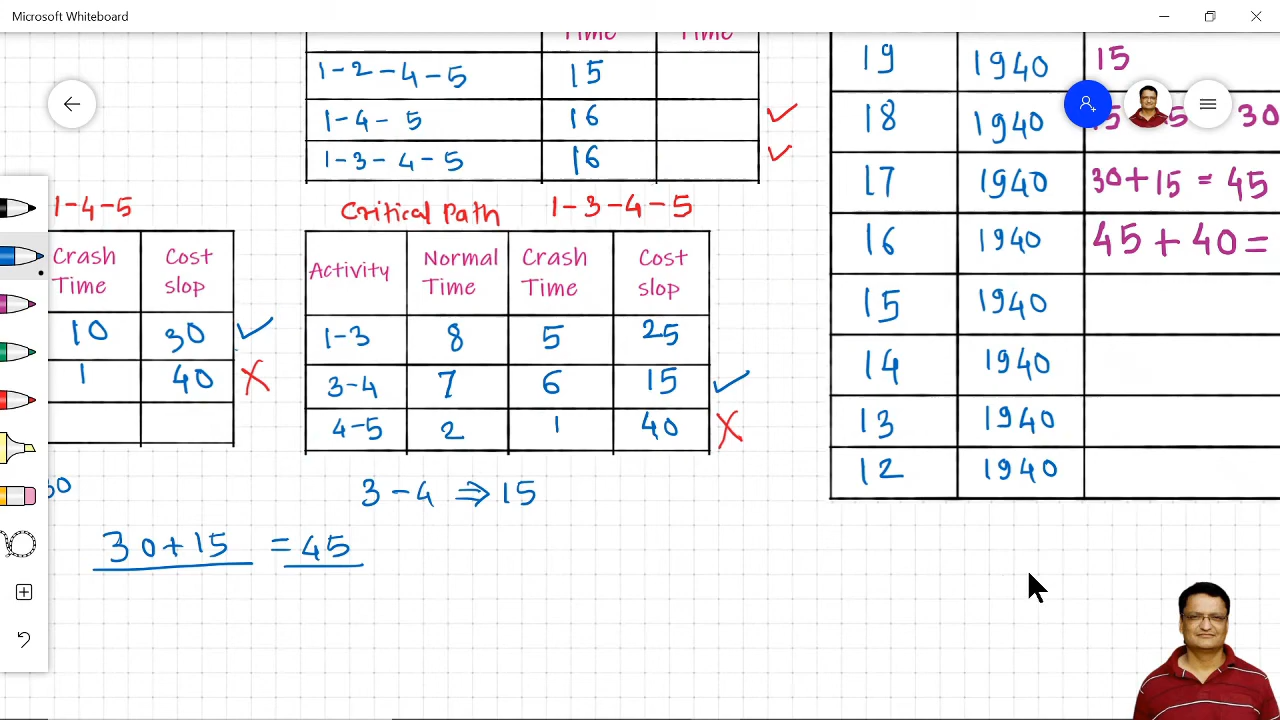 Microsoft Whiteboard
Time Time
1-2-4-5 15
1-4-5 16
1-3-4-5 16
1-4-5
Crash Time Cost slop
10 30
1 40
30
Critical Path 1-3-4-5
Activity Normal Time Crash Time Cost slop
1-3 8 5 25
3-4 7 6 15
4-5 2 1 40
3-4 ⇒ 15
30+15 = 45
19 1940 15
18 1940 30
17 1940 30+15 = 45
16 1940 45+40=
15 1940
14 1940
13 1940
12 1940